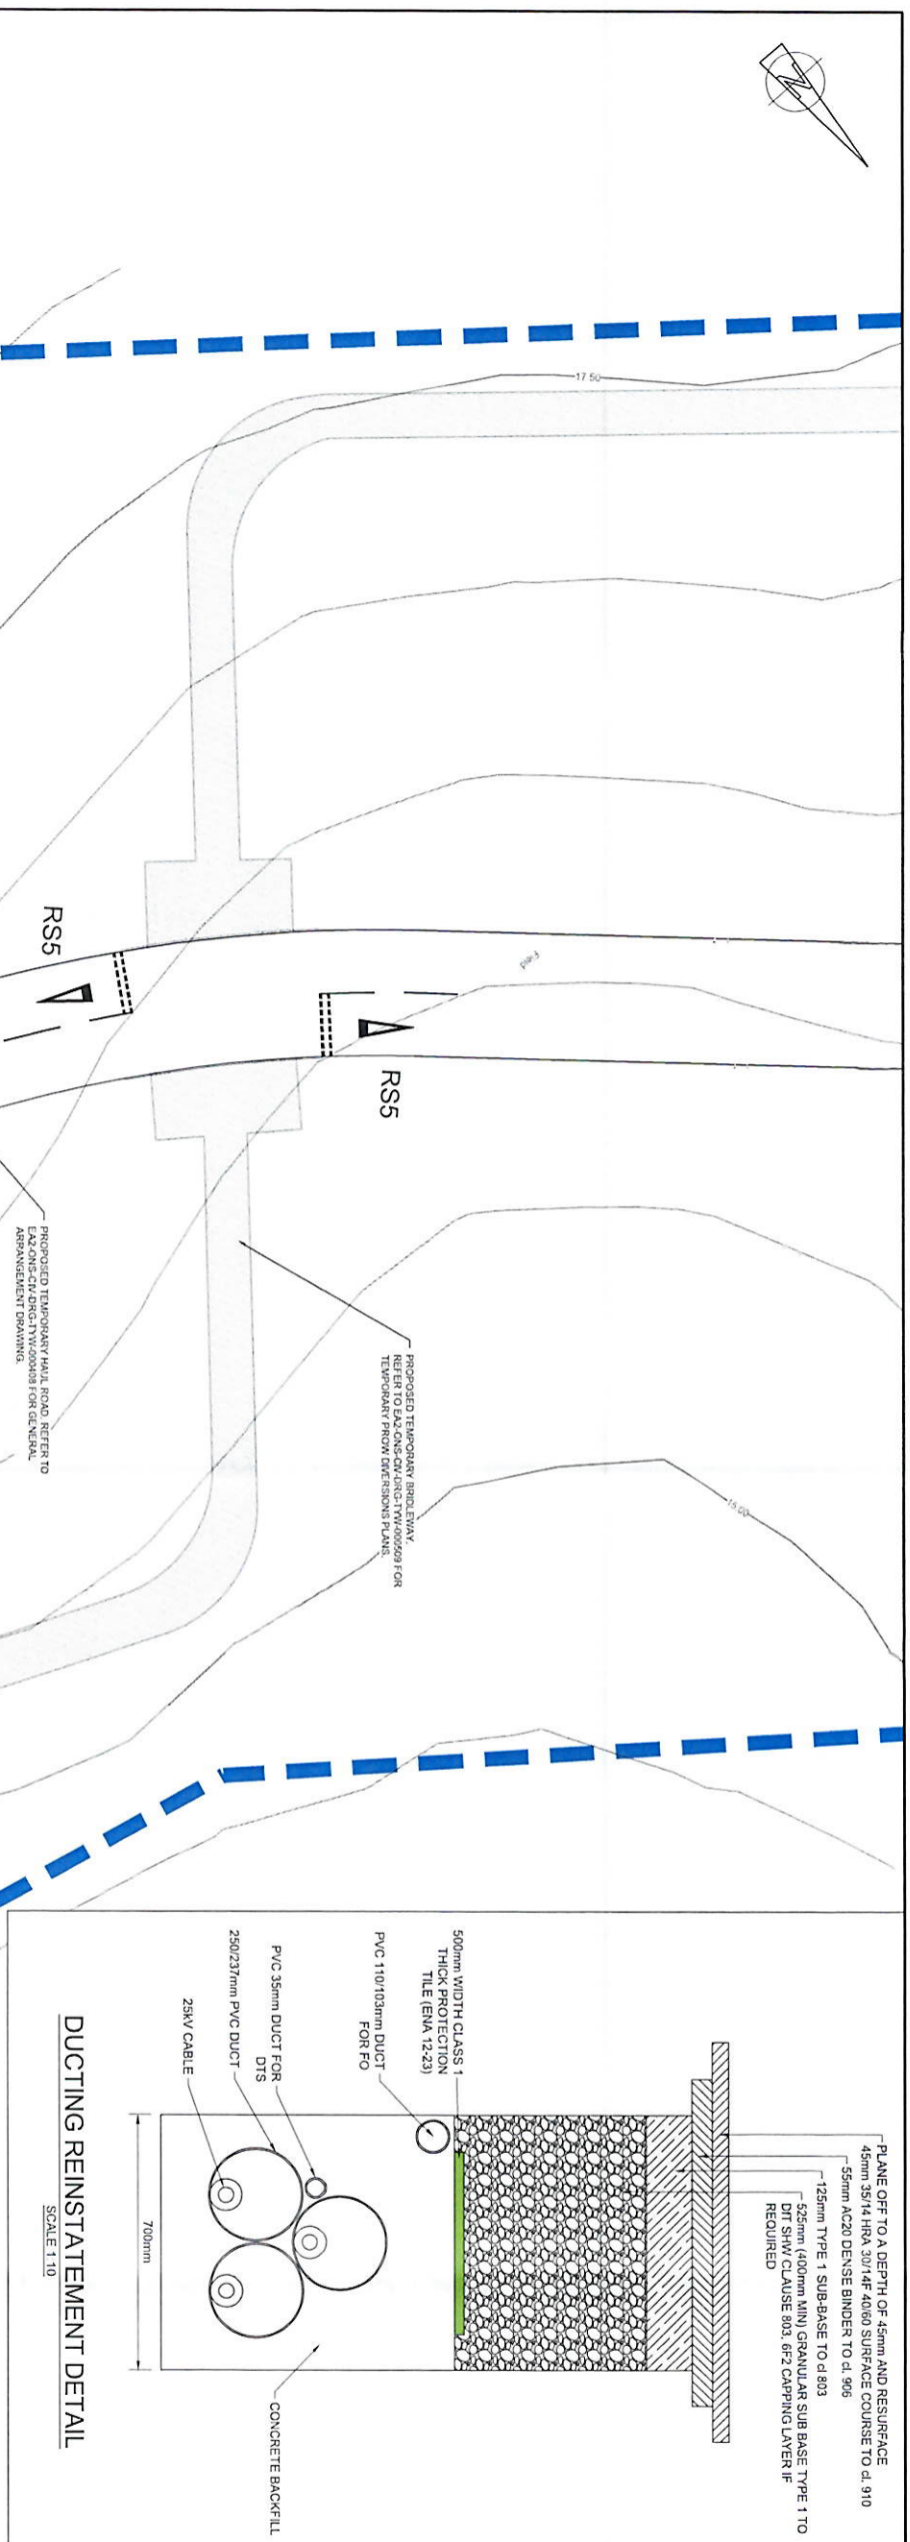 N
17.50
RS5
Field
RS5
PROPOSED TEMPORARY HAUL ROAD. REFER TO
EA2-ONS-CIV-DRG-TYW-000408 FOR GENERAL
ARRANGEMENT DRAWING.
PROPOSED TEMPORARY BRIDLEWAY.
REFER TO EA2-ONS-CIV-DRG-TYW-000509 FOR
TEMPORARY PROW DIVERSIONS PLANS.
15.00
PLANE OFF TO A DEPTH OF 45mm AND RESURFACE
45mm 35/14 HRA 30/14F 40/60 SURFACE COURSE TO cl. 910
55mm AC20 DENSE BINDER TO cl. 906
125mm TYPE 1 SUB-BASE TO cl 803
525mm (400mm MIN) GRANULAR SUB BASE TYPE 1 TO
DfT SHW CLAUSE 803, 6F2 CAPPING LAYER IF
REQUIRED
500mm WIDTH CLASS 1
THICK PROTECTION
TILE (ENA 12-23)
PVC 110/103mm DUCT
FOR FO
PVC 35mm DUCT FOR
DTS
250/237mm PVC DUCT
25kV CABLE
CONCRETE BACKFILL
700mm
DUCTING REINSTATEMENT DETAIL
SCALE 1:10